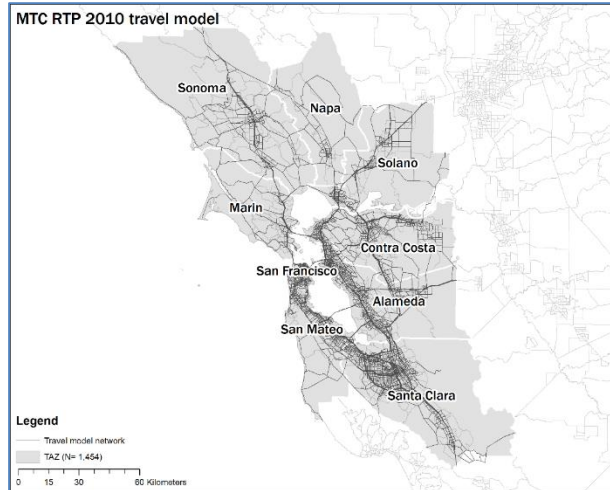 MTC RTP 2010 travel model
Sonoma
Napa
Solano
Marin
Contra Costa
San Francisco
Alameda
San Mateo
Santa Clara
Legend
Travel model network
TAZ (N= 1,454)
0 15 30 60 Kilometers